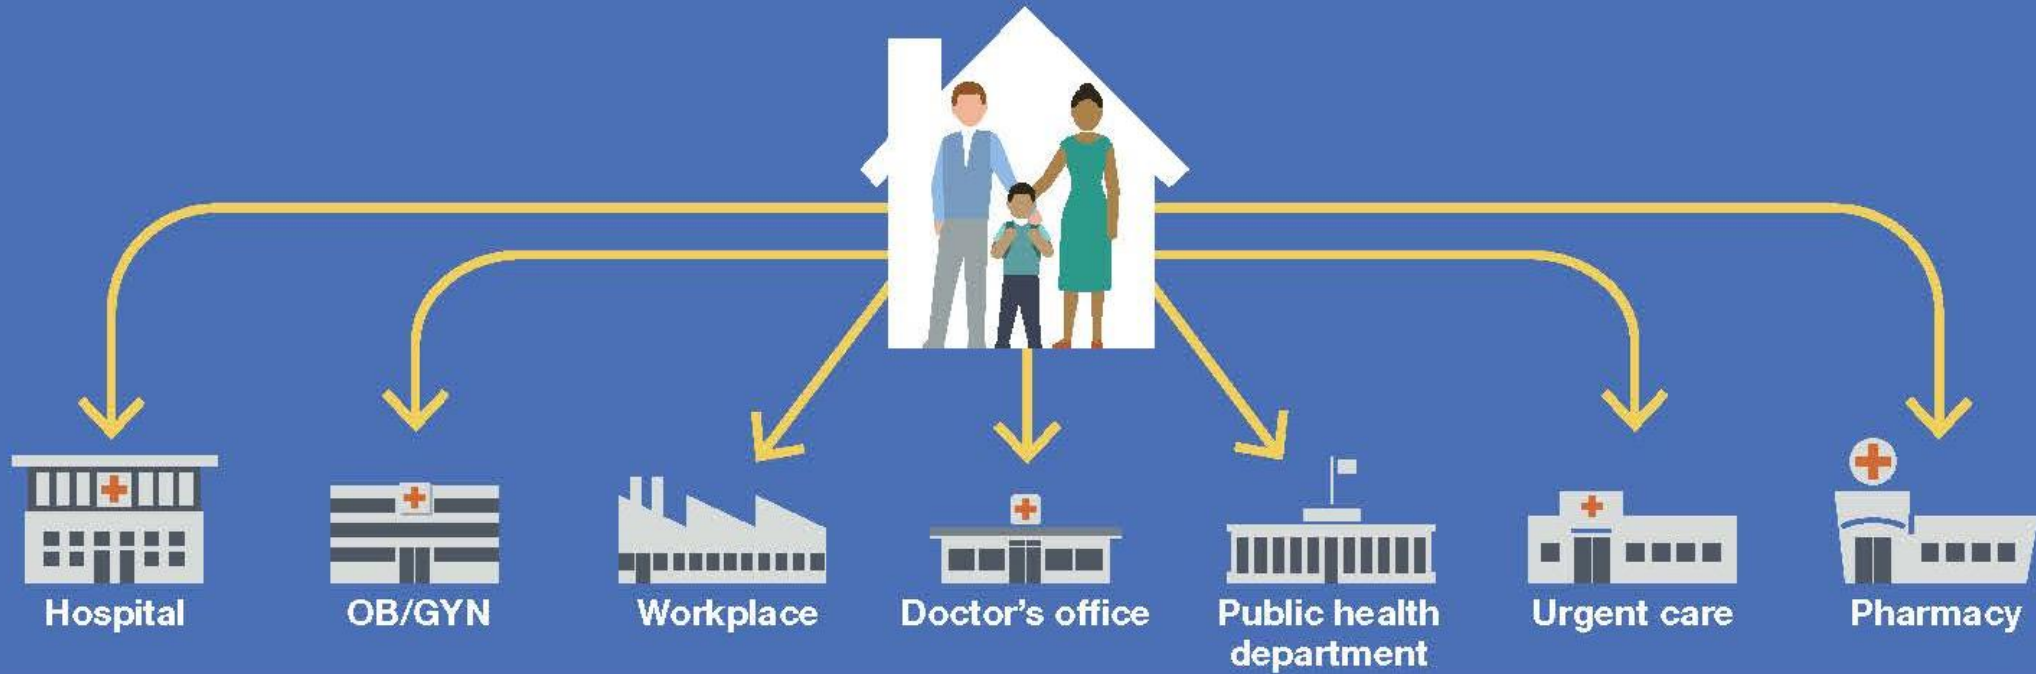 Hospital
OB/GYN
Workplace
Doctor's office
Public health
department
Urgent care
Pharmacy